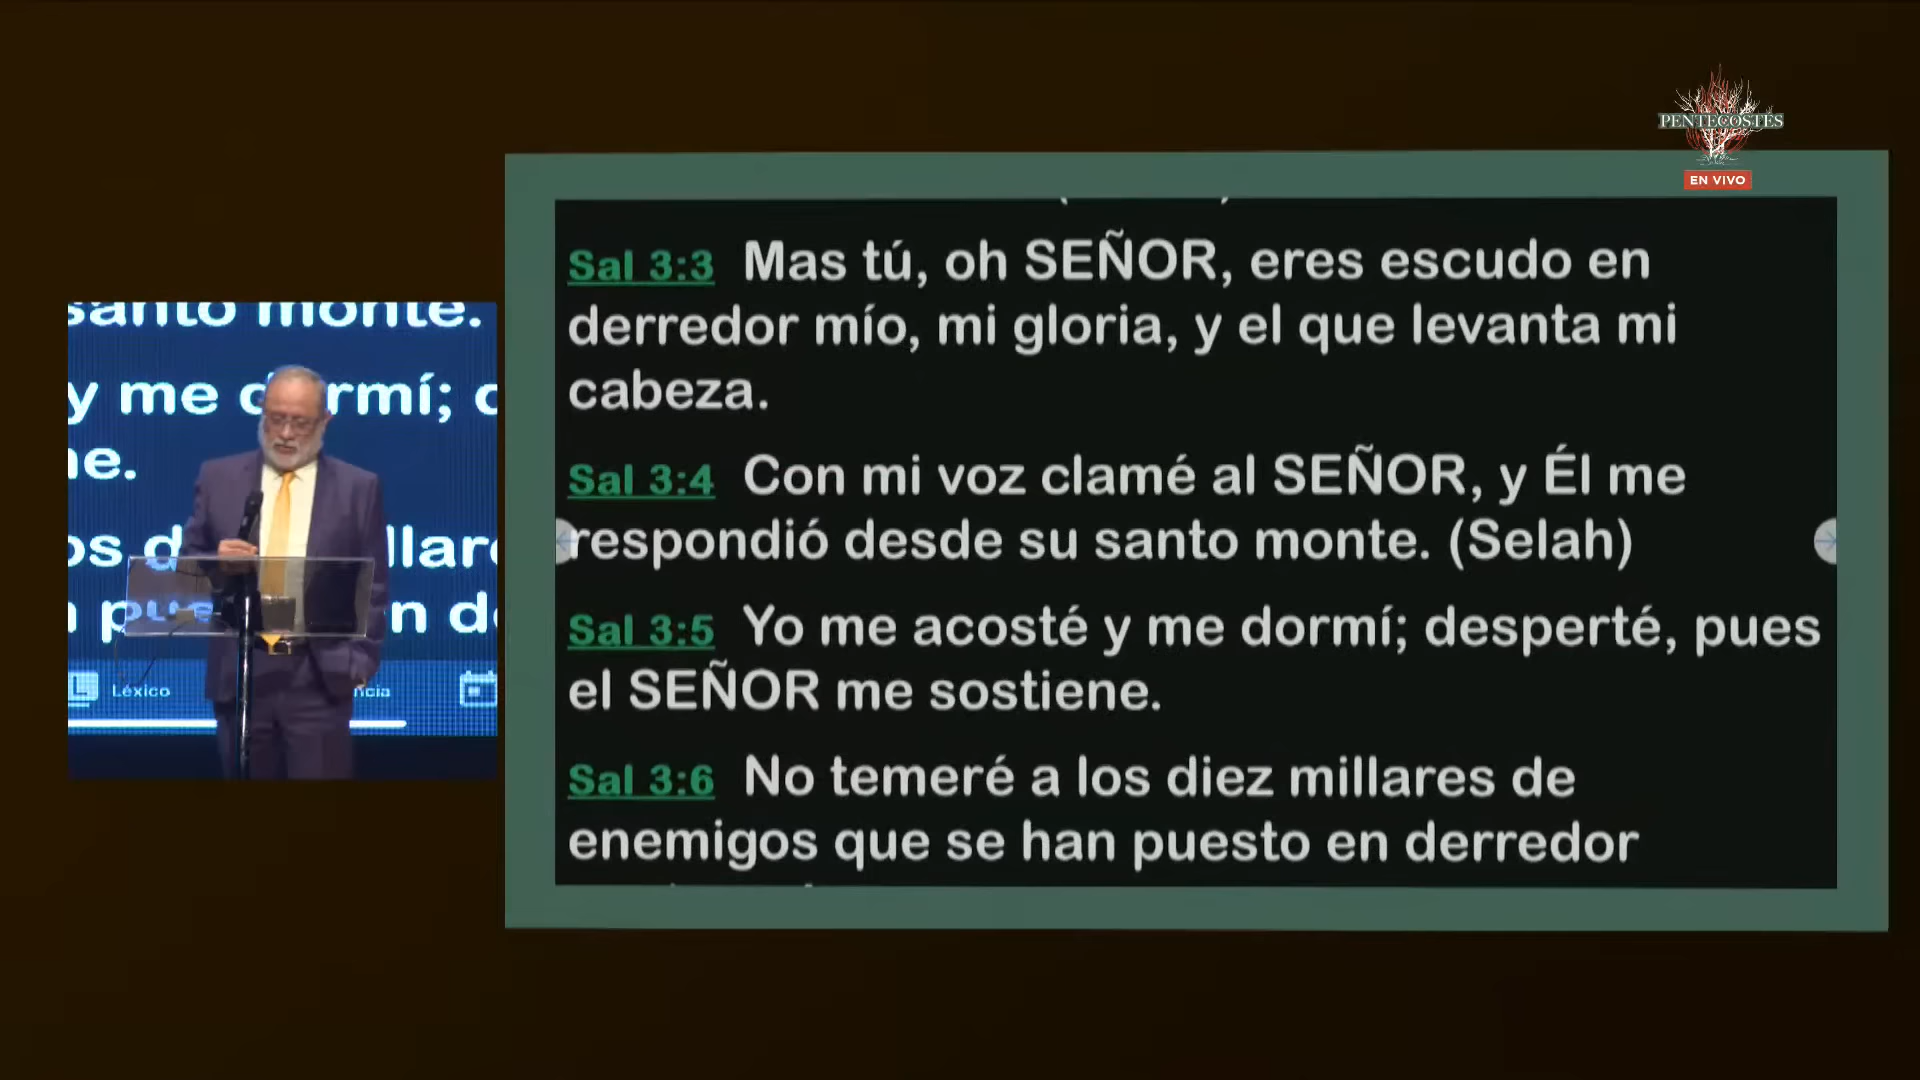 PENTECOSTÉS
EN VIVO
Sal 3:3 Mas tú, oh SEÑOR, eres escudo en
derredor mío, mi gloria, y el que levanta mi
cabeza.
Sal 3:4 Con mi voz clamé al SEÑOR, y Él me
respondió desde su santo monte. (Selah)
Sal 3:5 Yo me acosté y me dormí; desperté, pues
el SEÑOR me sostiene.
Sal 3:6 No temeré a los diez millares de
enemigos que se han puesto en derredor
santo monte.
y me dormí;
Léxico